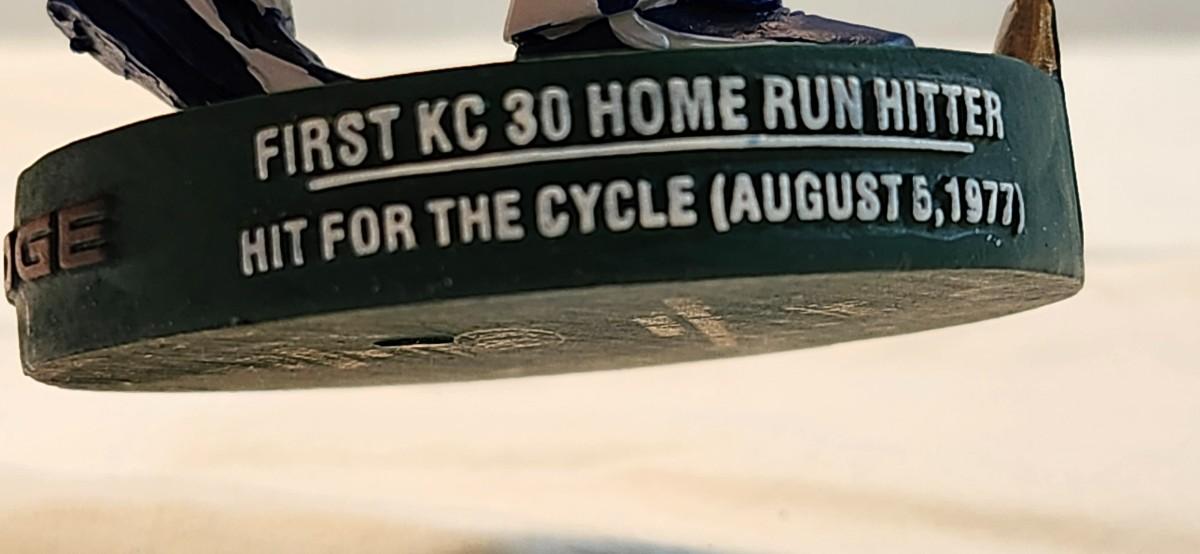 FIRST KC 30 HOME RUN HITTER
HIT FOR THE CYCLE (AUGUST 5, 1977)